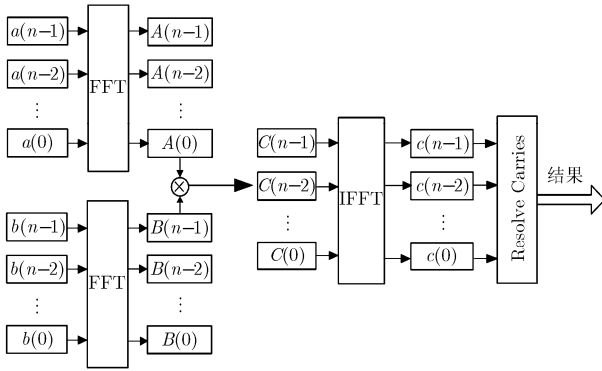 a(n−1)
A(n−1)
a(n−2)
A(n−2)
⋮
⋮
FFT
a(0)
A(0)
b(n−1)
B(n−1)
b(n−2)
B(n−2)
⋮
⋮
FFT
b(0)
B(0)
C(n−1)
C(n−2)
⋮
C(0)
IFFT
c(n−1)
c(n−2)
⋮
c(0)
Resolve Carries
结果